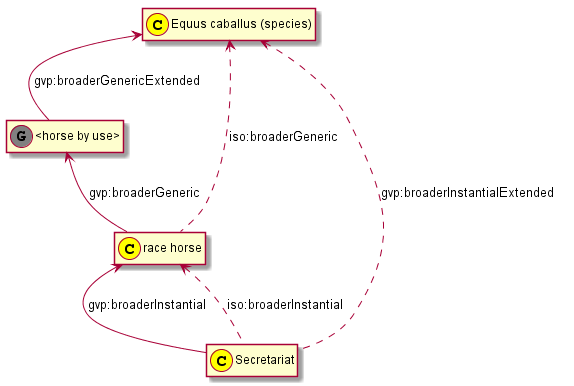 C Equus caballus (species)
gvp:broaderGenericExtended
G <horse by use>
iso:broaderGeneric
gvp:broaderGeneric
gvp:broaderInstantialExtended
C race horse
gvp:broaderInstantial
iso:broaderInstantial
C Secretariat